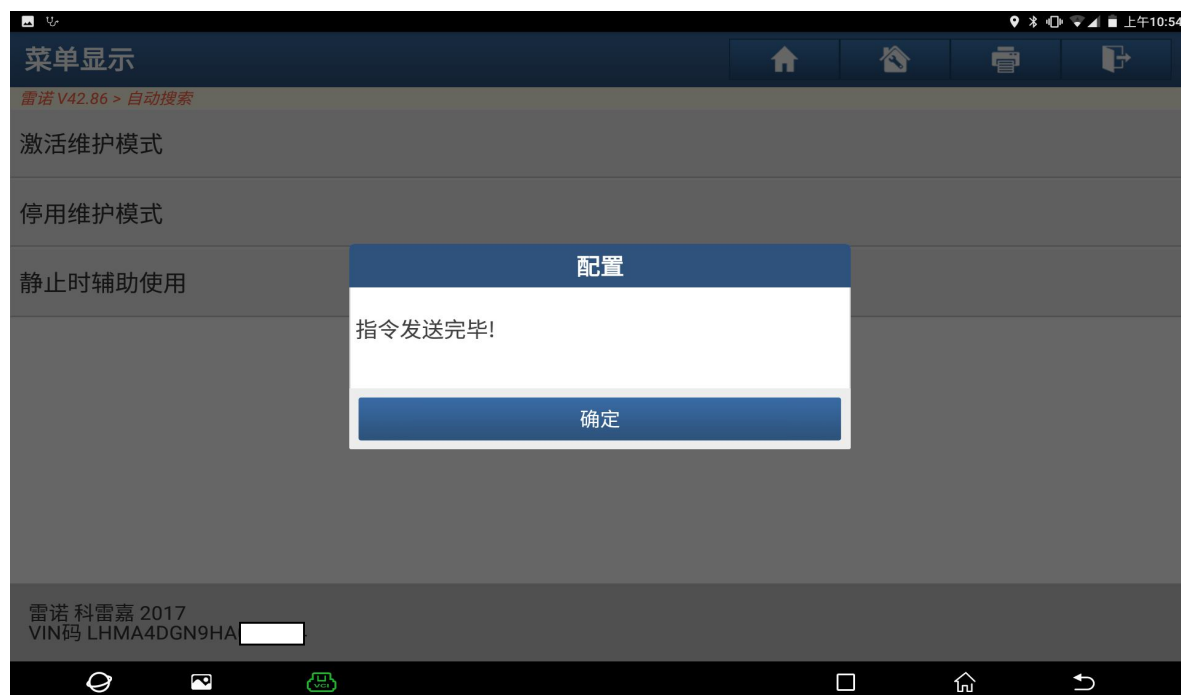 上午10:54
菜单显示
雷诺 V42.86 > 自动搜索
激活维护模式
停用维护模式
静止时辅助使用
配置
指令发送完毕!
确定
雷诺 科雷嘉 2017
VIN码 LHMA4DGN9HA
VCI